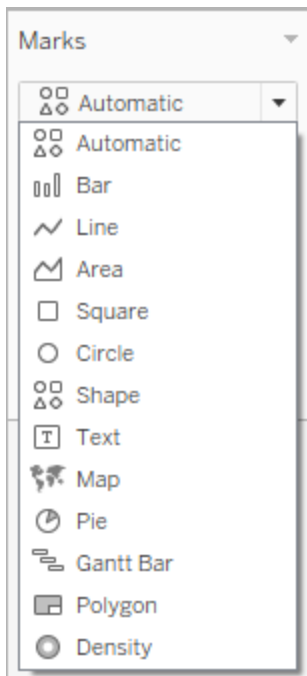 Marks
Automatic
Automatic
Bar
Line
Area
Square
Circle
Shape
T Text
Map
Pie
Gantt Bar
Polygon
Density